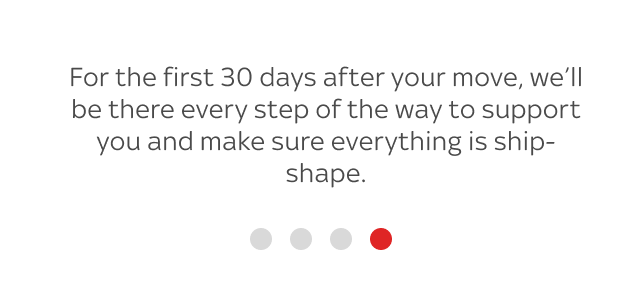 For the first 30 days after your move, we’ll
be there every step of the way to support
you and make sure everything is ship-
shape.